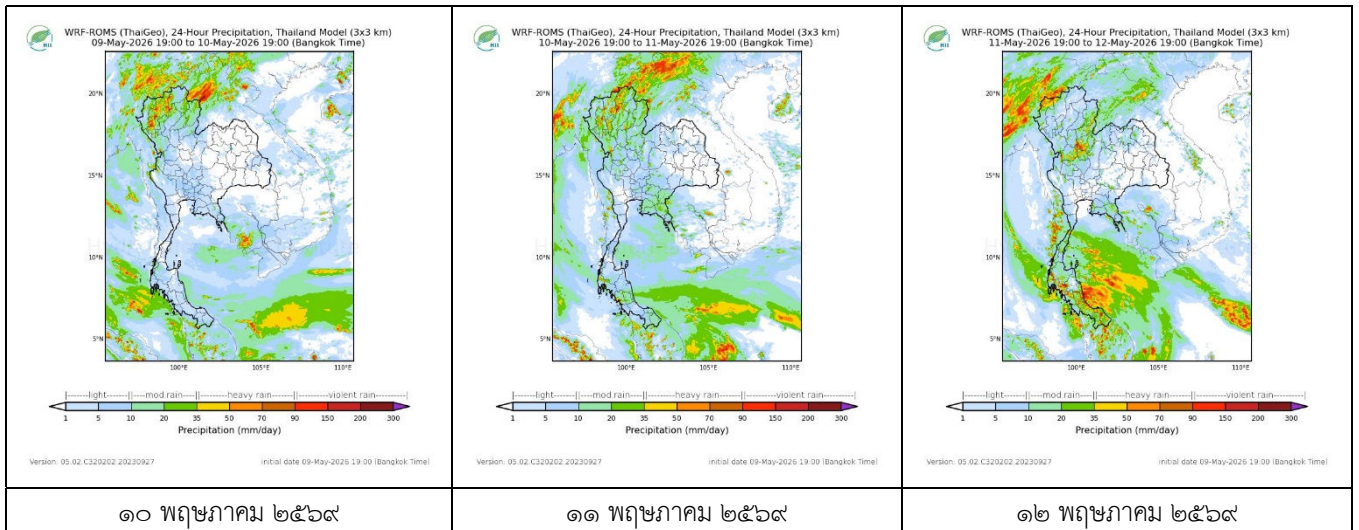 WRF-ROMS (ThaiGeo), 24-Hour Precipitation, Thailand Model (3x3 km)
09-May-2026 19:00 to 10-May-2026 19:00 (Bangkok Time)
20°N
15°N
10°N
5°N
100°E 105°E 110°E
|------light------||---mod rain---||------heavy rain------||------violent rain------|
1 5 10 20 35 50 70 90 150 200 300
Precipitation (mm/day)
Version: 05.02.C320202.20230927 initial date 09-May-2026 19:00 (Bangkok Time)
๑๐ พฤษภาคม ๒๕๖๙
WRF-ROMS (ThaiGeo), 24-Hour Precipitation, Thailand Model (3x3 km)
10-May-2026 19:00 to 11-May-2026 19:00 (Bangkok Time)
20°N
15°N
10°N
5°N
100°E 105°E 110°E
|------light------||---mod rain---||------heavy rain------||------violent rain------|
1 5 10 20 35 50 70 90 150 200 300
Precipitation (mm/day)
Version: 05.02.C320202.20230927 initial date 09-May-2026 19:00 (Bangkok Time)
๑๑ พฤษภาคม ๒๕๖๙
WRF-ROMS (ThaiGeo), 24-Hour Precipitation, Thailand Model (3x3 km)
11-May-2026 19:00 to 12-May-2026 19:00 (Bangkok Time)
20°N
15°N
10°N
5°N
100°E 105°E 110°E
|------light------||---mod rain---||------heavy rain------||------violent rain------|
1 5 10 20 35 50 70 90 150 200 300
Precipitation (mm/day)
Version: 05.02.C320202.20230927 initial date 09-May-2026 19:00 (Bangkok Time)
๑๒ พฤษภาคม ๒๕๖๙